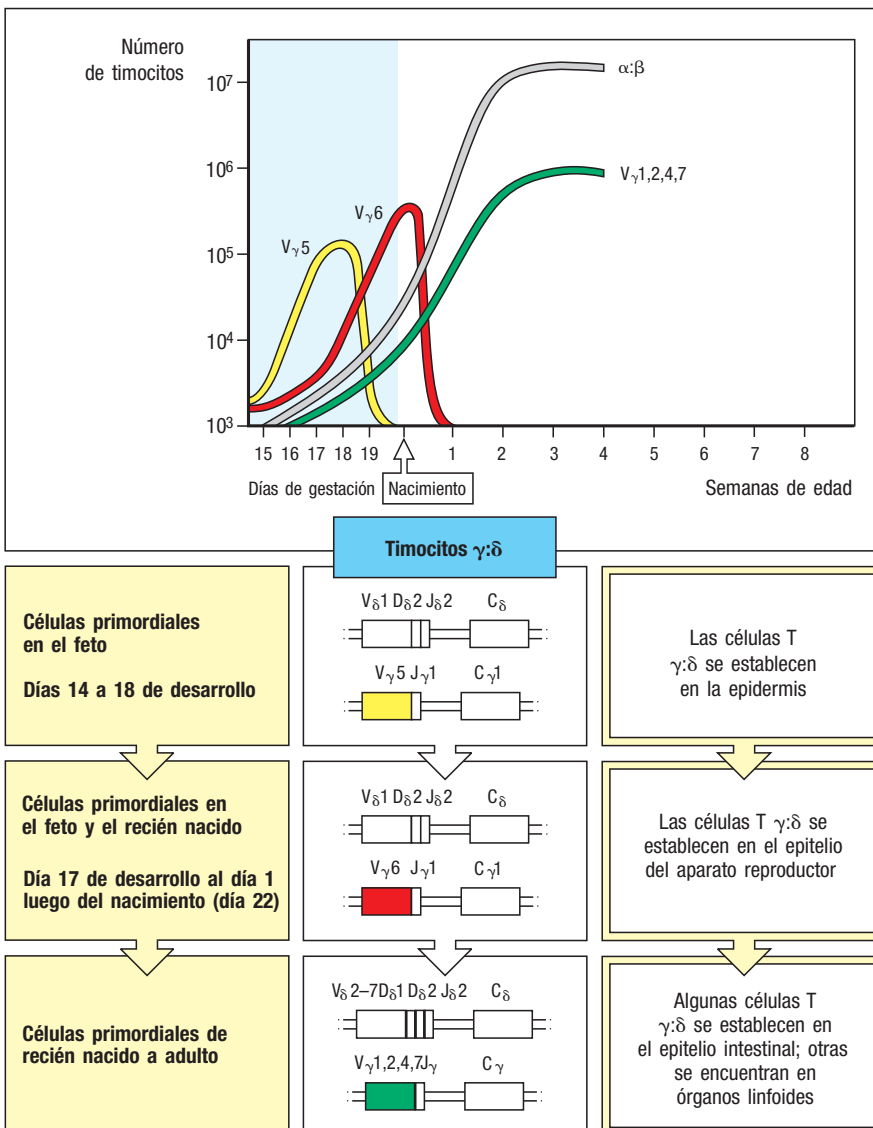 Número
de timocitos
10⁷
10⁶
10⁵
10⁴
10³
α:β
Vγ1,2,4,7
Vγ6
Vγ5
15 16 17 18 19 1 2 3 4 5 6 7 8
Días de gestación
Nacimiento
Semanas de edad
Timocitos γ:δ
Células primordiales
en el feto
Días 14 a 18 de desarrollo
Vδ1 Dδ2 Jδ2 Cδ
Vγ5 Jγ1 Cγ1
Las células T
γ:δ se establecen
en la epidermis
Células primordiales en
el feto y el recién nacido
Día 17 de desarrollo al día 1
luego del nacimiento (día 22)
Vδ1 Dδ2 Jδ2 Cδ
Vγ6 Jγ1 Cγ1
Las células T γ:δ se
establecen en el epitelio
del aparato reproductor
Células primordiales de
recién nacido a adulto
Vδ2–7Dδ1 Dδ2 Jδ2 Cδ
Vγ1,2,4,7Jγ Cγ
Algunas células T
γ:δ se establecen en
el epitelio intestinal; otras
se encuentran en
órganos linfoides